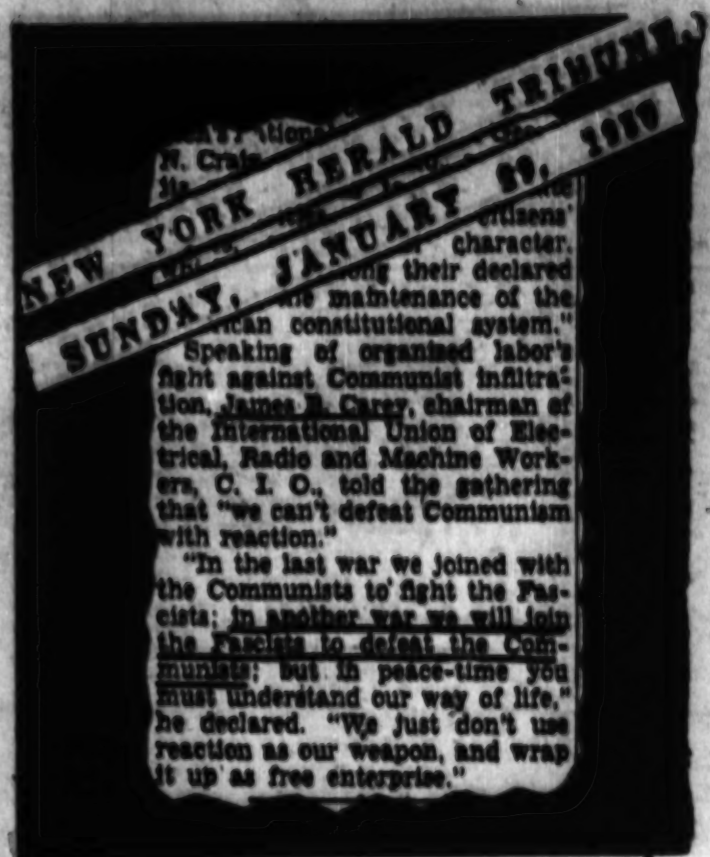 NEW YORK HERALD TRIBUNE,
SUNDAY, JANUARY 29, 1950
N. Craig
citizens'
character.
their declared
maintenance of the
constitutional system."
Speaking of organized labor's
fight against Communist infiltra-
tion, James B. Carey, chairman of
the International Union of Elec-
trical, Radio and Machine Work-
ers, C. I. O., told the gathering
that "we can't defeat Communism
with reaction."
"In the last war we joined with
the Communists to fight the Fas-
cists; in another war we will join
the Fascists to defeat the Com-
munists; but in peace-time you
must understand our way of life,"
he declared. "We just don't use
reaction as our weapon, and wrap
it up as free enterprise."